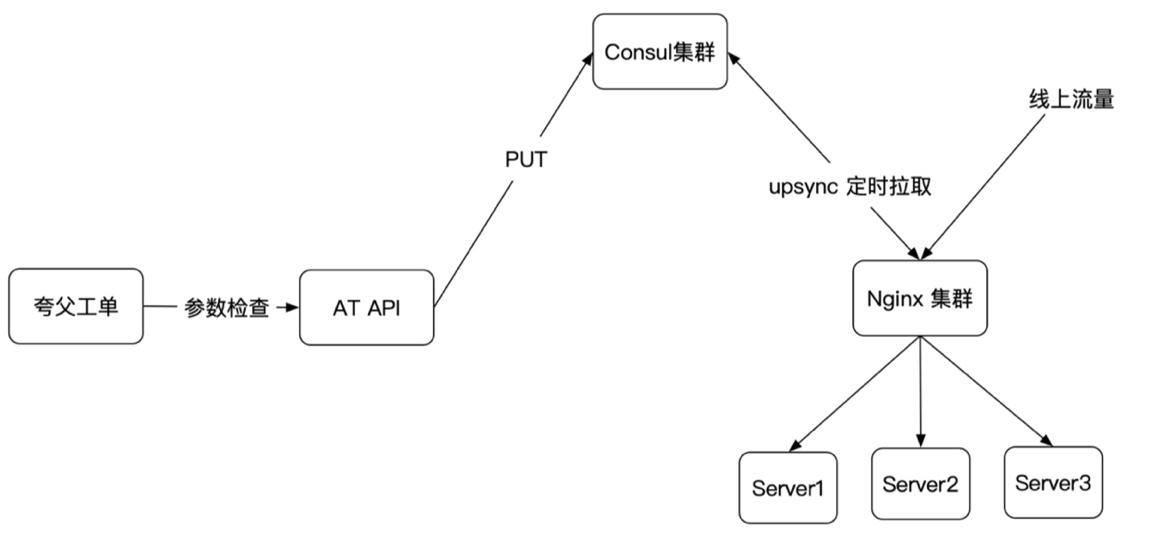 Consul集群
线上流量
PUT
upsync 定时拉取
夸父工单
参数检查
AT API
Nginx 集群
Server1
Server2
Server3